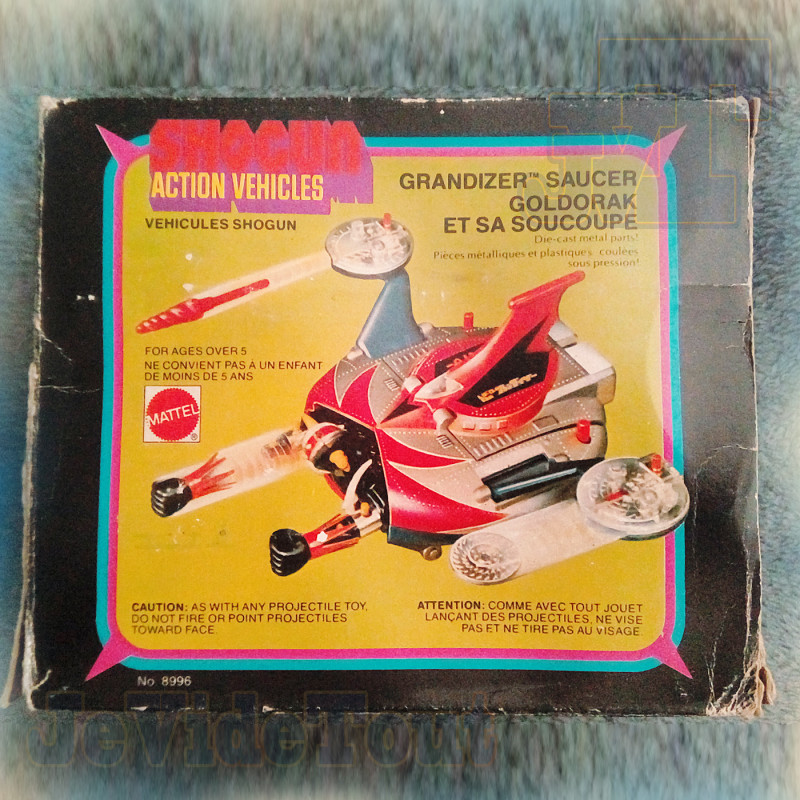 SHOGUN
ACTION VEHICLES
VEHICULES SHOGUN
GRANDIZER™ SAUCER
GOLDORAK
ET SA SOUCOUPE
Die-cast metal parts!
Pièces métalliques et plastiques coulées
sous pression!
FOR AGES OVER 5
NE CONVIENT PAS À UN ENFANT
DE MOINS DE 5 ANS
MATTEL®
CAUTION: AS WITH ANY PROJECTILE TOY,
DO NOT FIRE OR POINT PROJECTILES
TOWARD FACE.
ATTENTION: COMME AVEC TOUT JOUET
LANÇANT DES PROJECTILES, NE VISE
PAS ET NE TIRE PAS AU VISAGE.
No 8996
JeVideTout